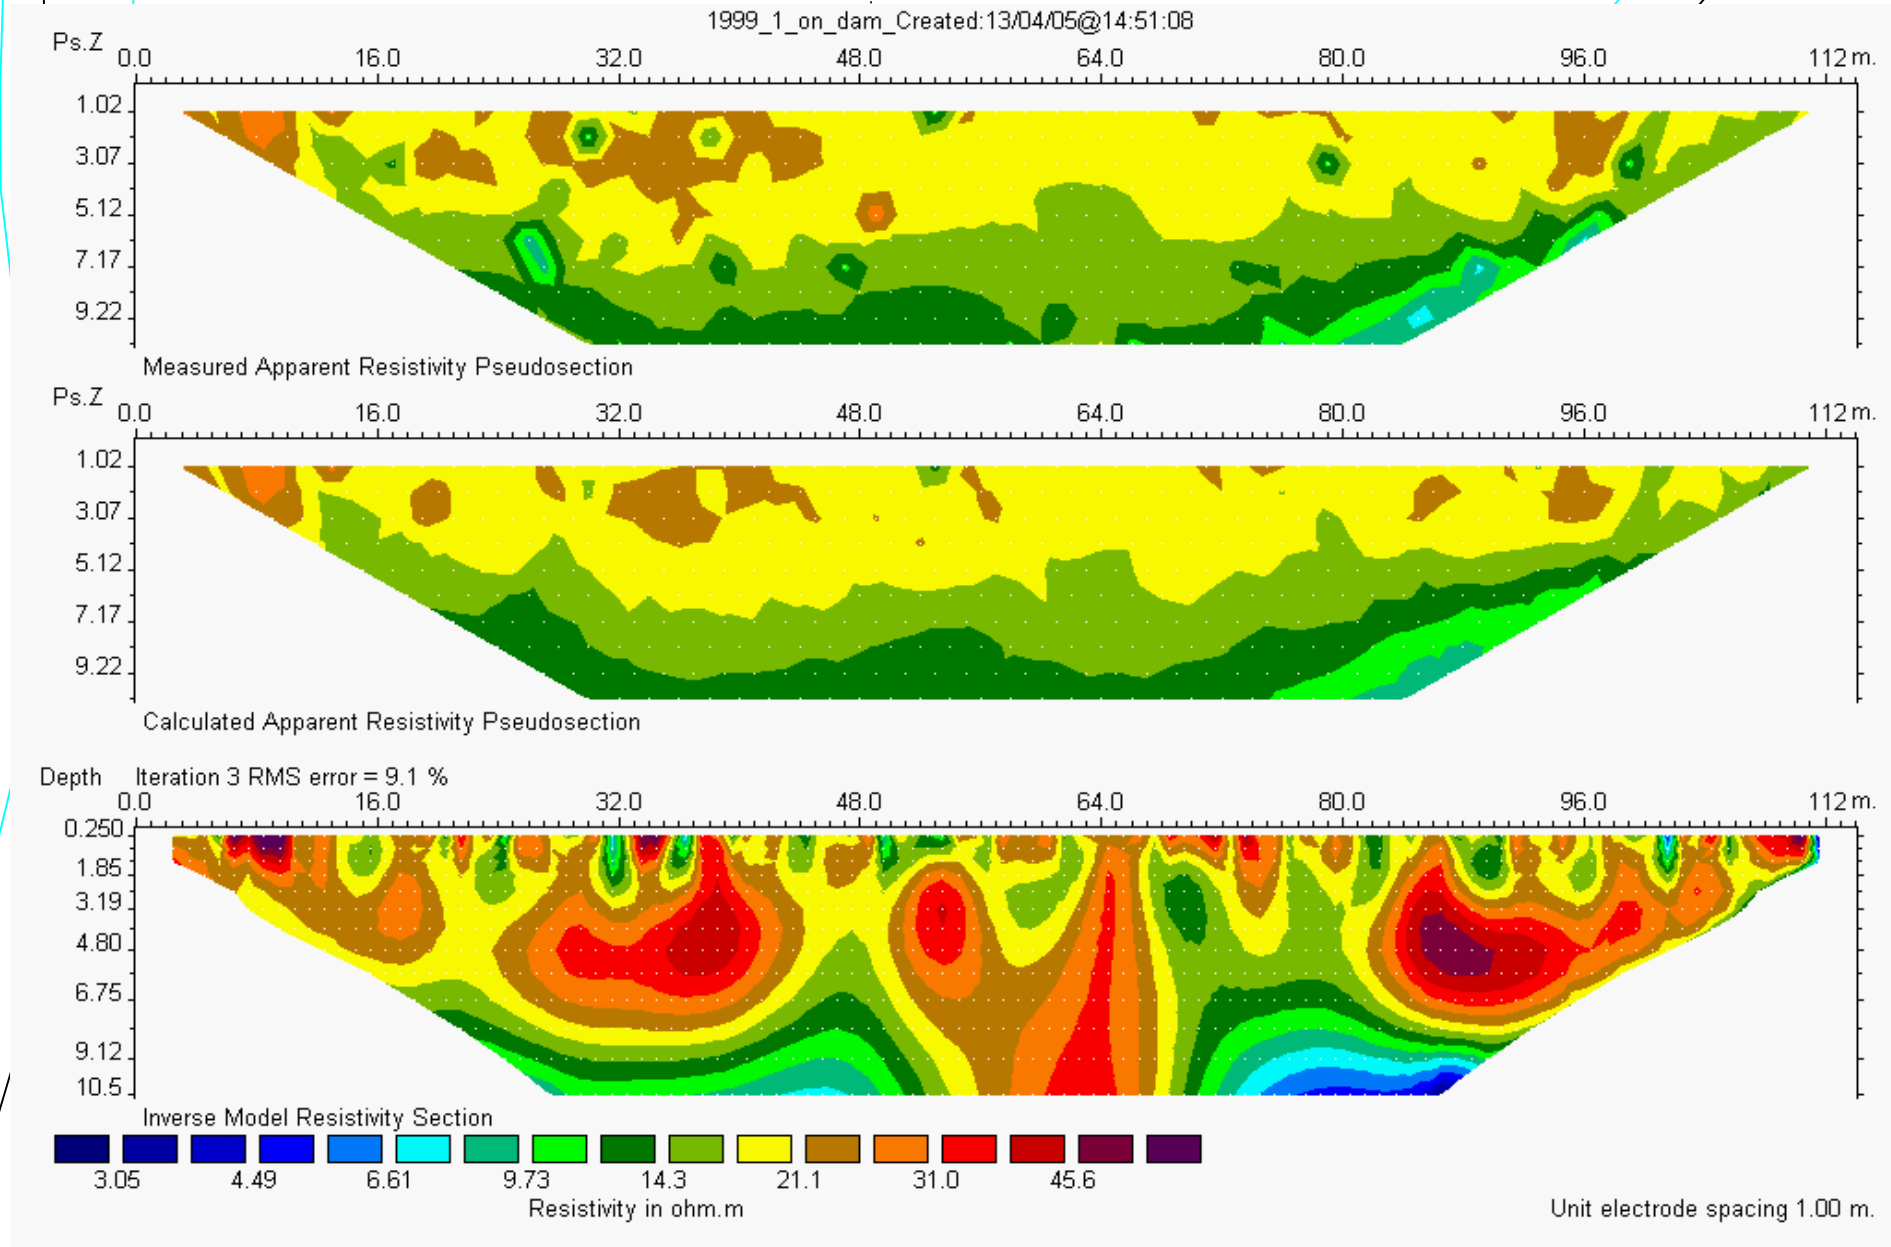 1999_1_on_dam_Created:13/04/05@14:51:08
Ps.Z
0.0 16.0 32.0 48.0 64.0 80.0 96.0 112 m.
1.02
3.07
5.12
7.17
9.22
Measured Apparent Resistivity Pseudosection
Ps.Z
0.0 16.0 32.0 48.0 64.0 80.0 96.0 112 m.
1.02
3.07
5.12
7.17
9.22
Calculated Apparent Resistivity Pseudosection
Depth Iteration 3 RMS error = 9.1 %
0.0 16.0 32.0 48.0 64.0 80.0 96.0 112 m.
0.250
1.85
3.19
4.80
6.75
9.12
10.5
Inverse Model Resistivity Section
3.05 4.49 6.61 9.73 14.3 21.1 31.0 45.6
Resistivity in ohm.m
Unit electrode spacing 1.00 m.